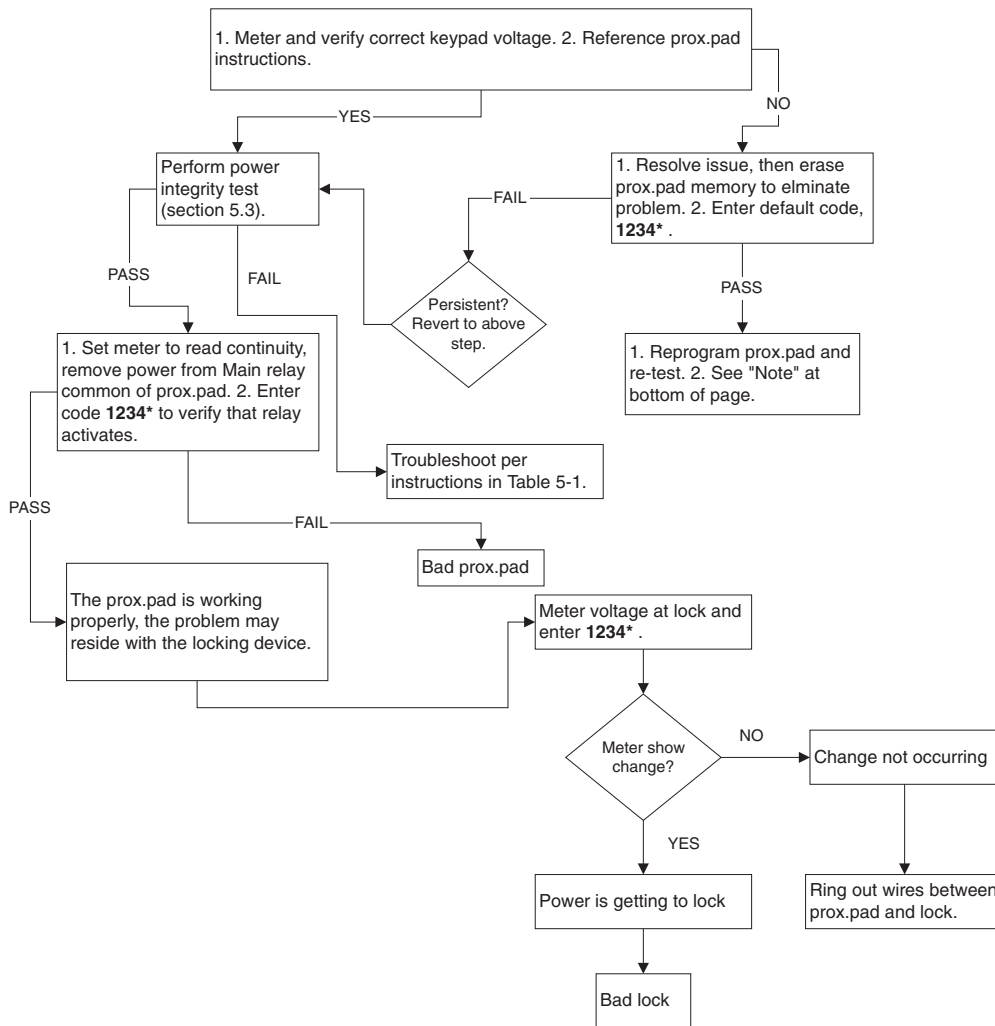 1. Meter and verify correct keypad voltage. 2. Reference prox.pad
instructions.
YES
NO
Perform power
integrity test
(section 5.3).
1. Resolve issue, then erase
prox.pad memory to elminate
problem. 2. Enter default code,
1234* .
FAIL
PASS
FAIL
Persistent?
Revert to above
step.
PASS
1. Set meter to read continuity,
remove power from Main relay
common of prox.pad. 2. Enter
code 1234* to verify that relay
activates.
1. Reprogram prox.pad and
re-test. 2. See "Note" at
bottom of page.
Troubleshoot per
instructions in Table 5-1.
PASS
FAIL
Bad prox.pad
The prox.pad is working
properly, the problem may
reside with the locking device.
Meter voltage at lock and
enter 1234* .
Meter show
change?
NO
Change not occurring
YES
Power is getting to lock
Ring out wires between
prox.pad and lock.
Bad lock